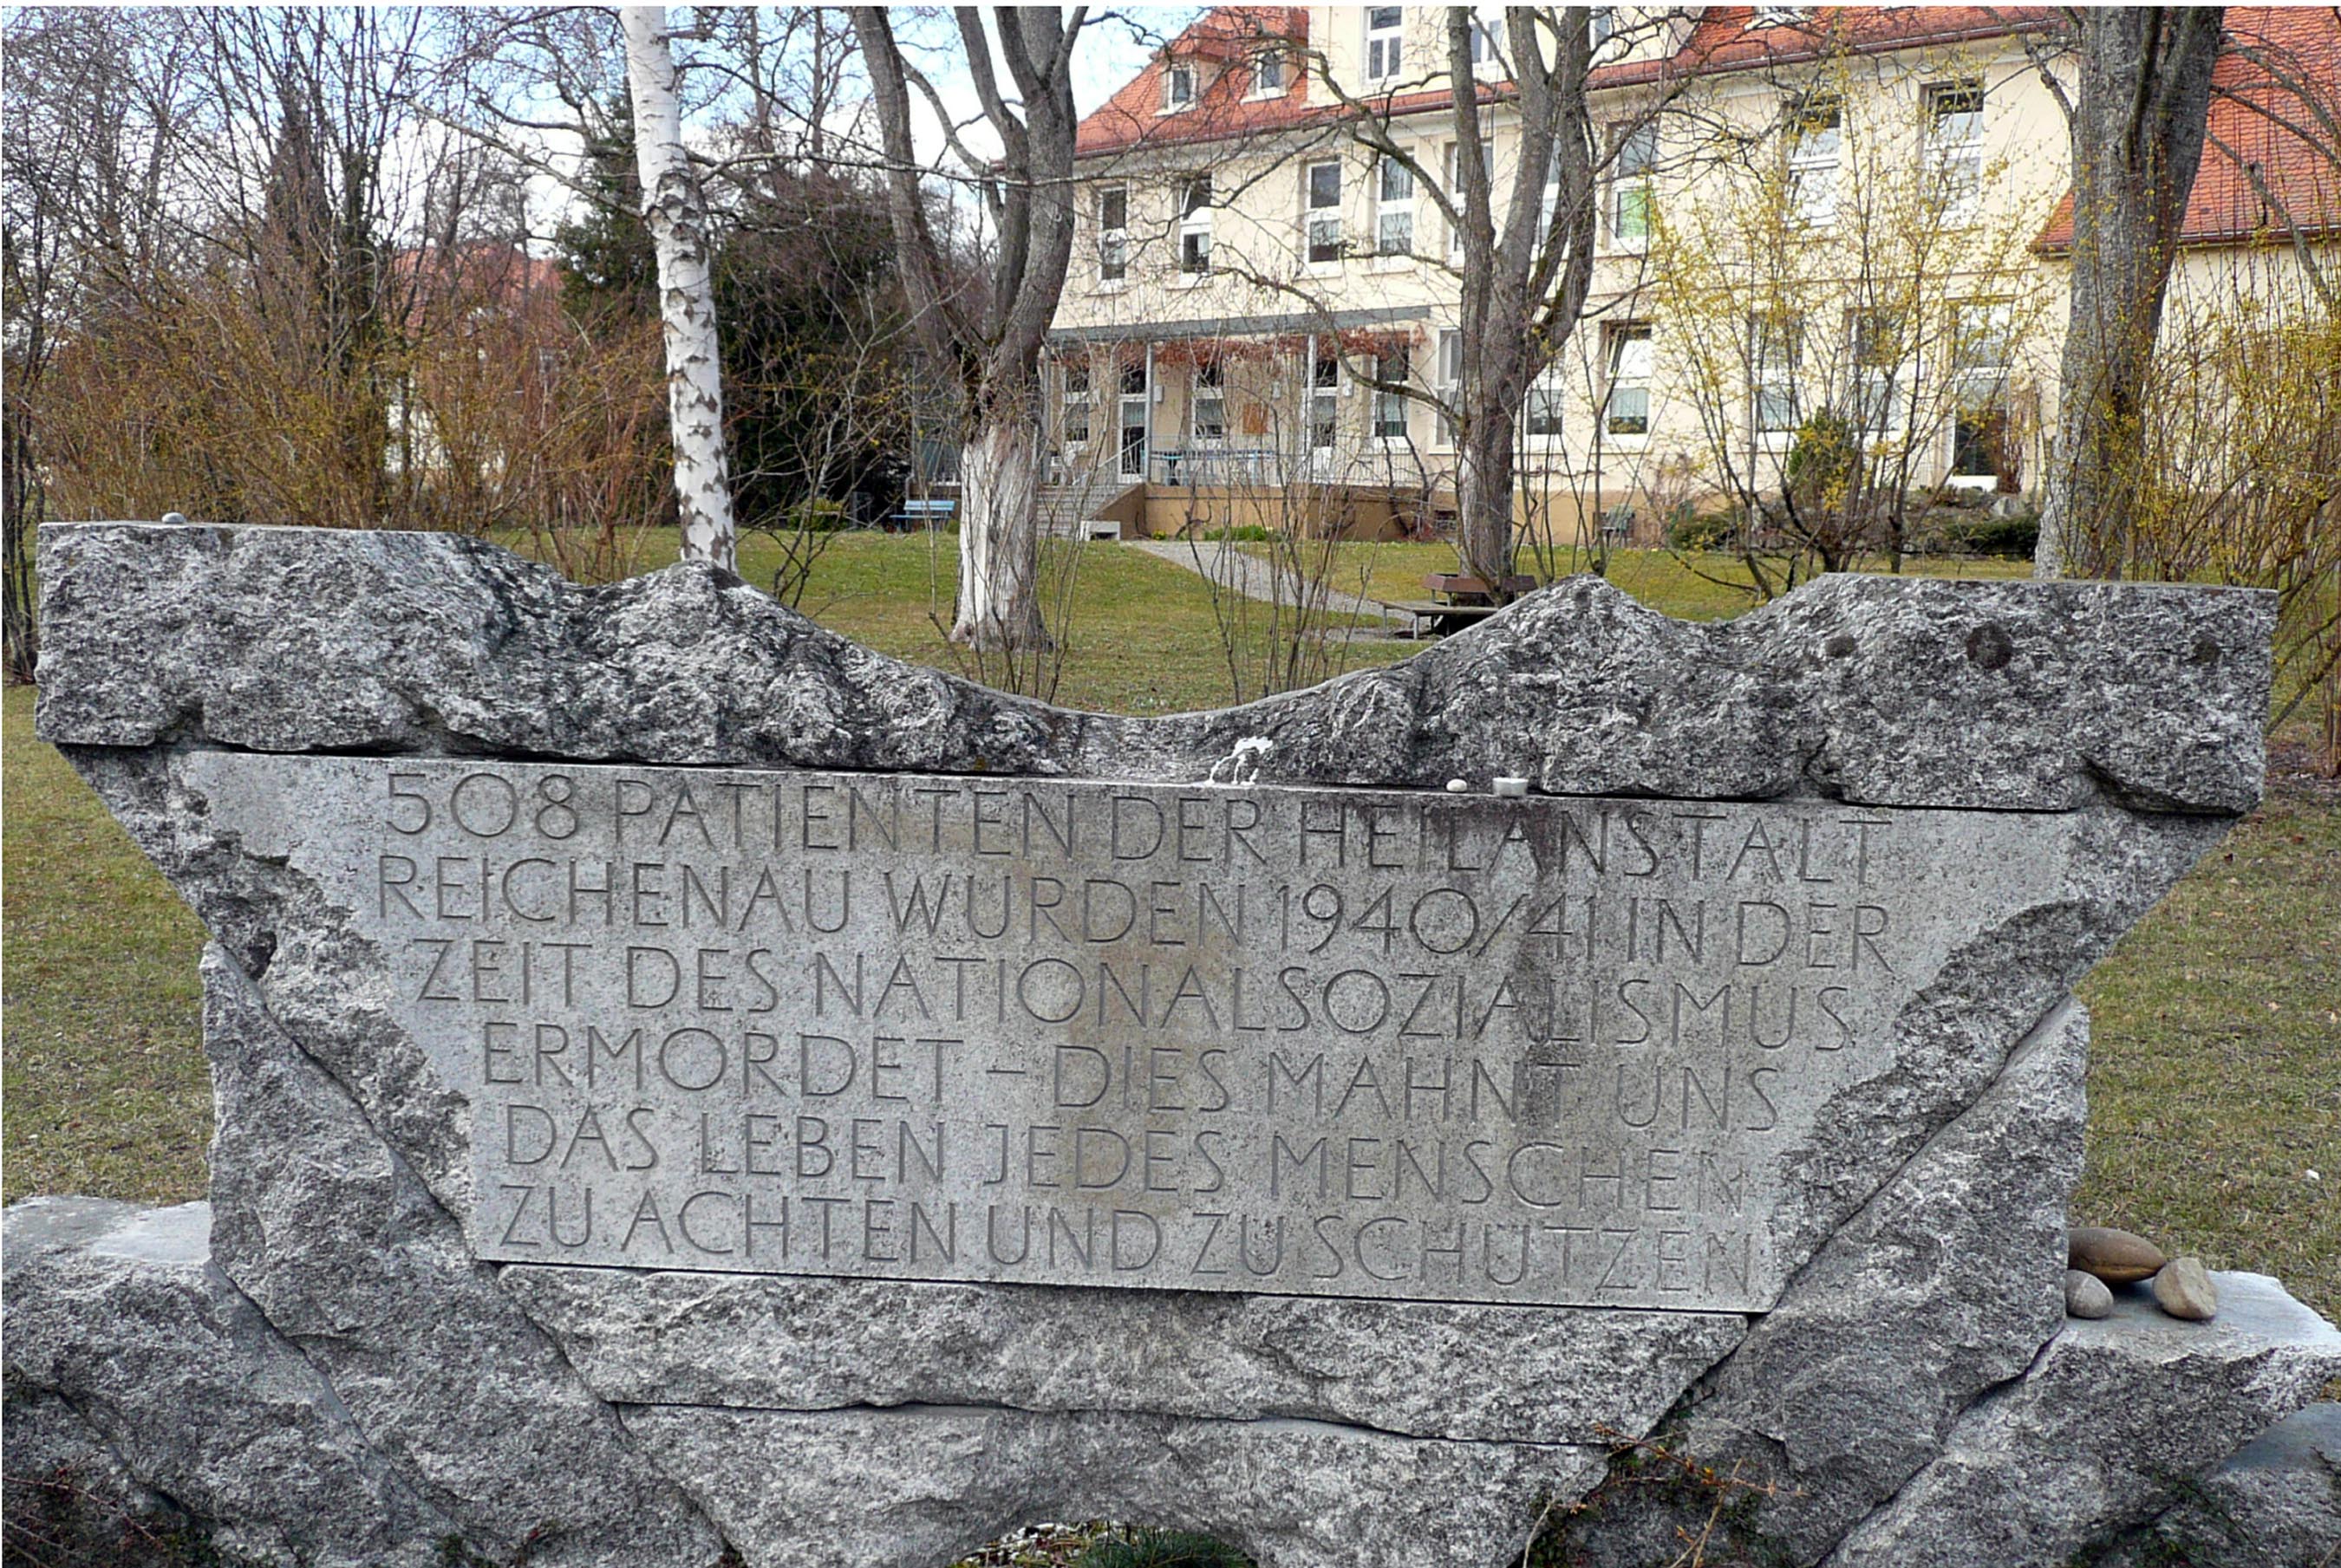 508 PATIENTEN DER HEILANSTALT
REICHENAU WURDEN 1940/41 IN DER
ZEIT DES NATIONALSOZIALISMUS
ERMORDET – DIES MAHNT UNS
DAS LEBEN JEDES MENSCHEN
ZU ACHTEN UND ZU SCHÜTZEN